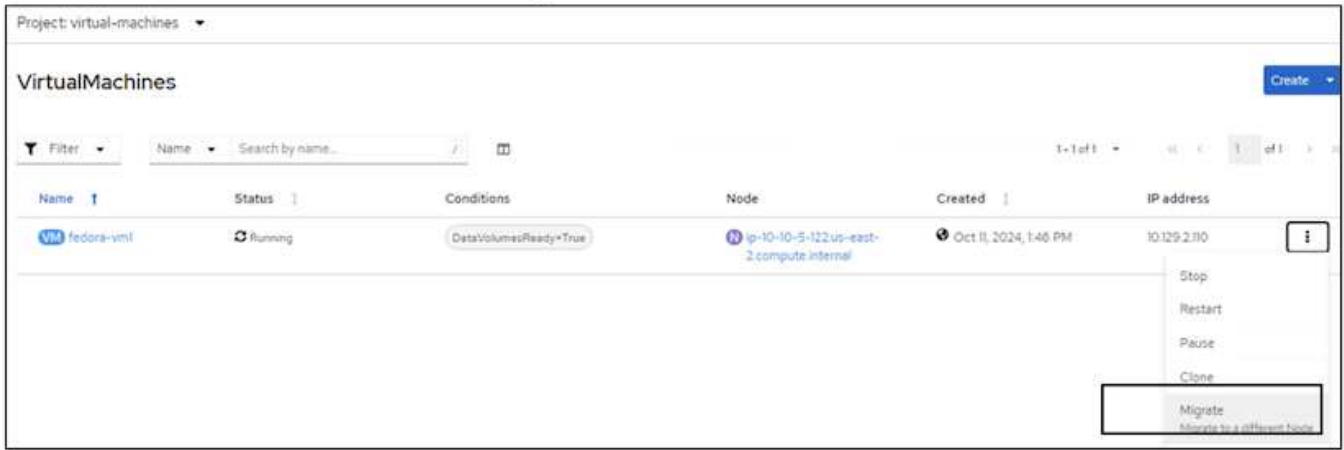 Project: virtual-machines
VirtualMachines
Create
Filter Name Search by name... / 1-1 of 1 1 of 1
Name Status Conditions Node Created IP address
VM fedora-vm1 Running DataVolumesReady=True N ip-10-10-5-122.us-east- Oct 11, 2024, 1:46 PM 10.129.2.110
2.compute.internal
Stop
Restart
Pause
Clone
Migrate
Migrate to a different Node